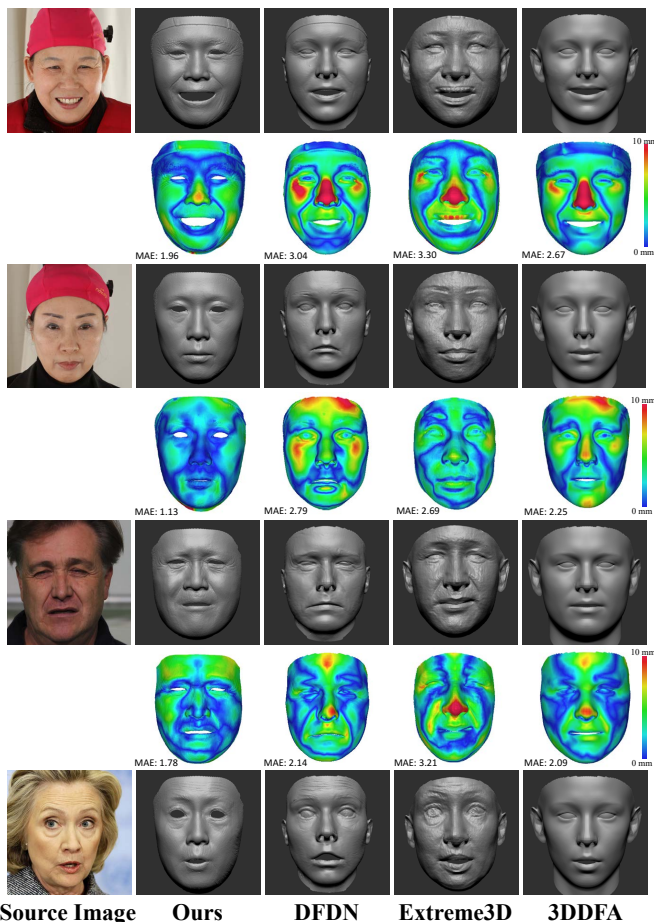 10 mm
MAE: 1.96 MAE: 3.04 MAE: 3.30 MAE: 2.67 0 mm
10 mm
MAE: 1.13 MAE: 2.79 MAE: 2.69 MAE: 2.25 0 mm
10 mm
MAE: 1.78 MAE: 2.14 MAE: 3.21 MAE: 2.09 0 mm
Source Image Ours DFDN Extreme3D 3DDFA